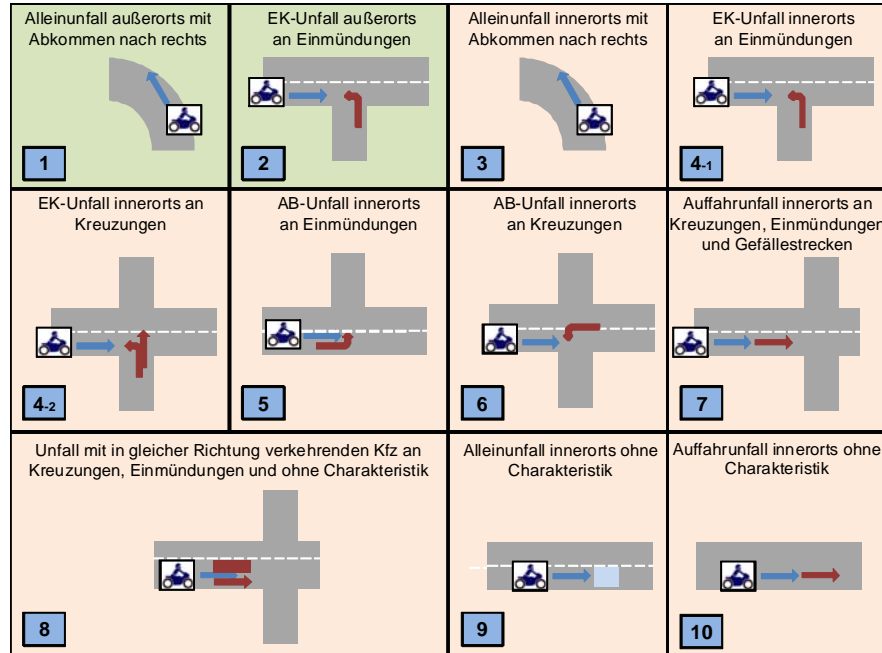 Alleinunfall außerorts mit
Abkommen nach rechts
1
EK-Unfall außerorts
an Einmündungen
2
Alleinunfall innerorts mit
Abkommen nach rechts
3
EK-Unfall innerorts
an Einmündungen
4-1
EK-Unfall innerorts an
Kreuzungen
4-2
AB-Unfall innerorts
an Einmündungen
5
AB-Unfall innerorts
an Kreuzungen
6
Auffahrunfall innerorts an
Kreuzungen, Einmündungen
und Gefällestrecken
7
Unfall mit in gleicher Richtung verkehrenden Kfz an
Kreuzungen, Einmündungen und ohne Charakteristik
8
Alleinunfall innerorts ohne
Charakteristik
9
Auffahrunfall innerorts ohne
Charakteristik
10